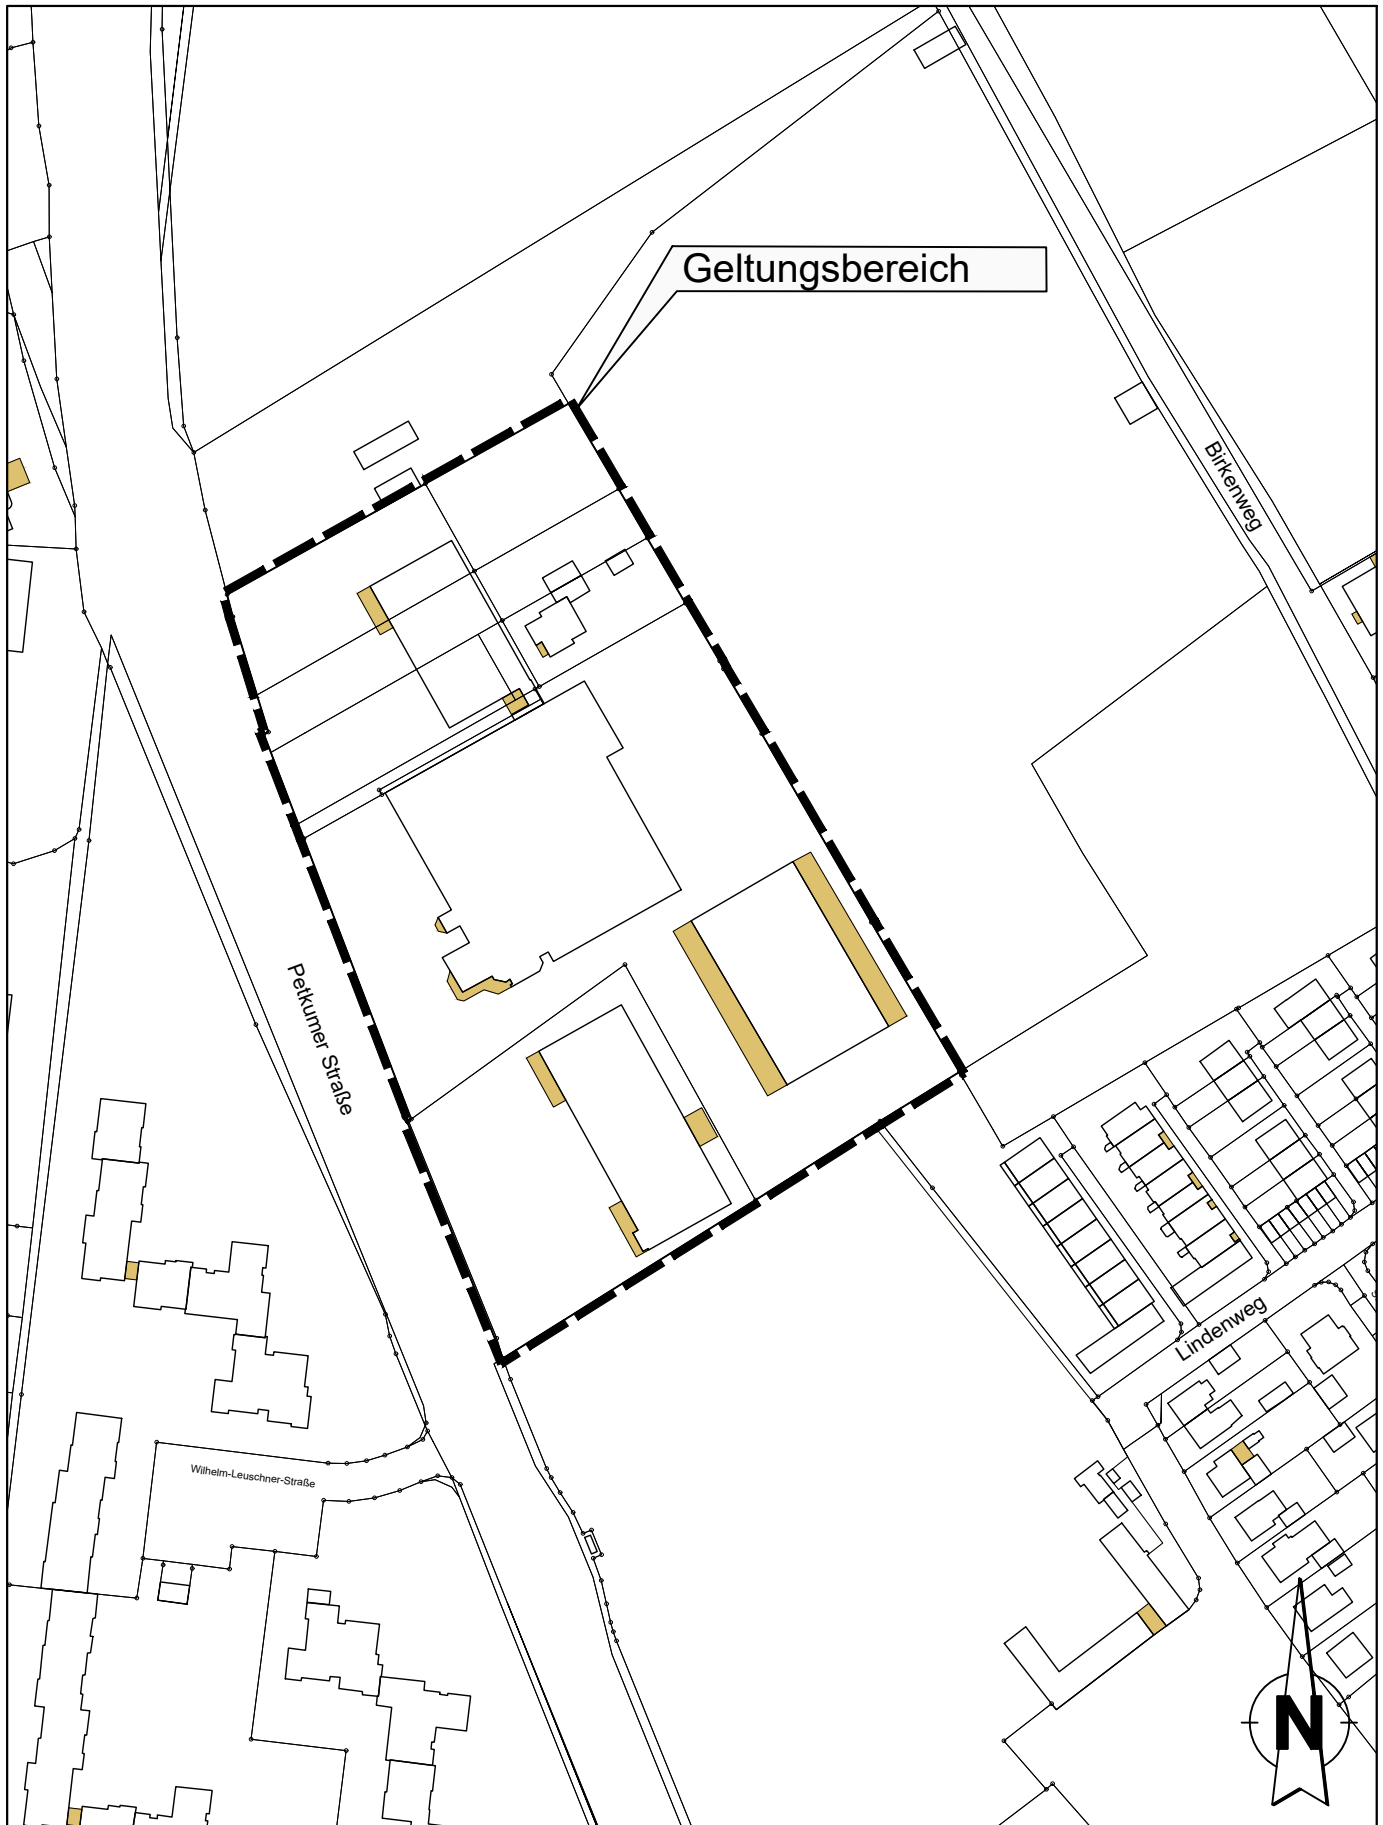 Geltungsbereich
Birkenweg
Petkumer Straße
Lindenweg
Wilhelm-Leuschner-Straße
N